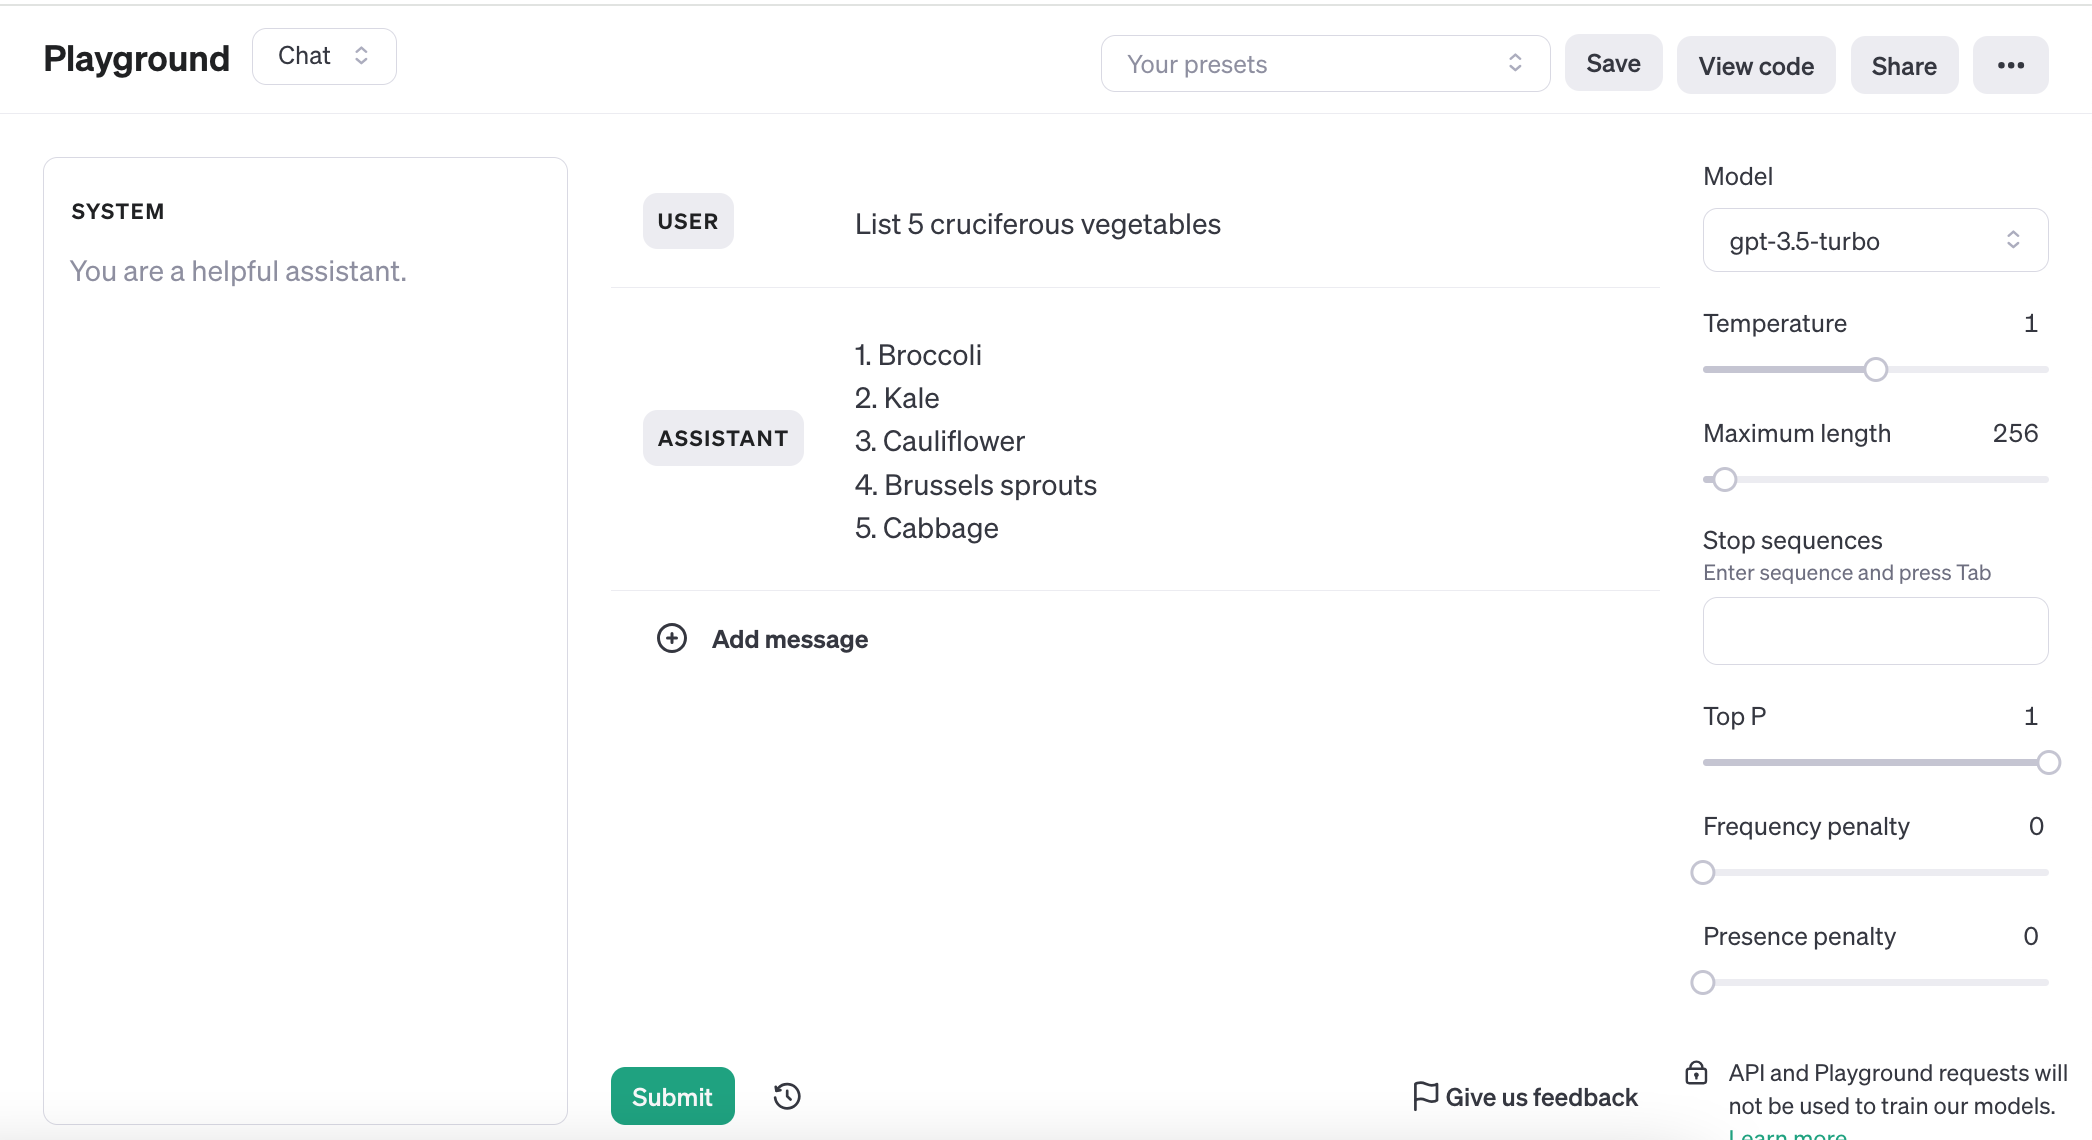 Playground
Chat
Your presets
Save
View code
Share
SYSTEM
You are a helpful assistant.
USER
List 5 cruciferous vegetables
ASSISTANT
1. Broccoli
2. Kale
3. Cauliflower
4. Brussels sprouts
5. Cabbage
Add message
Submit
Give us feedback
Model
gpt-3.5-turbo
Temperature 1
Maximum length 256
Stop sequences
Enter sequence and press Tab
Top P 1
Frequency penalty 0
Presence penalty 0
API and Playground requests will
not be used to train our models.
Learn more